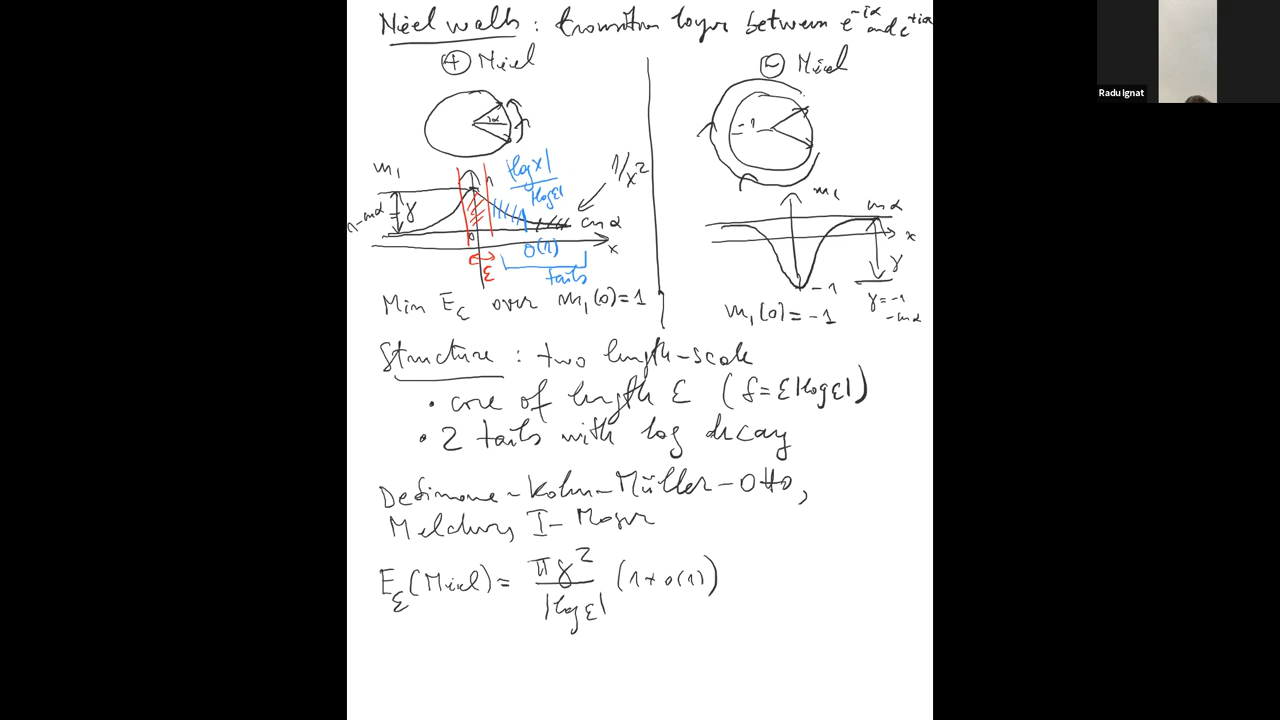 Néel walls : transition layer between e^{-iα} and e^{+iα}
⊕ Néel
⊖ Néel
α
-1
m₁
|log x|
|log ε|
1/x²
1-cos α
γ
1
cos α
0
x
ε
O(1)
tails
m₁
cos α
x
γ
-1
γ=-1
-cos α
Min E_ε over m₁(0)=1
m₁(0)=-1
Structure : two length-scale
• core of length ε (δ=ε|log ε|)
• 2 tails with log decay
DeSimone-Kohn-Müller-Otto,
Melcher, I-Moser
E_ε(Néel) = πγ²/|log ε| (1+o(1))
Radu Ignat